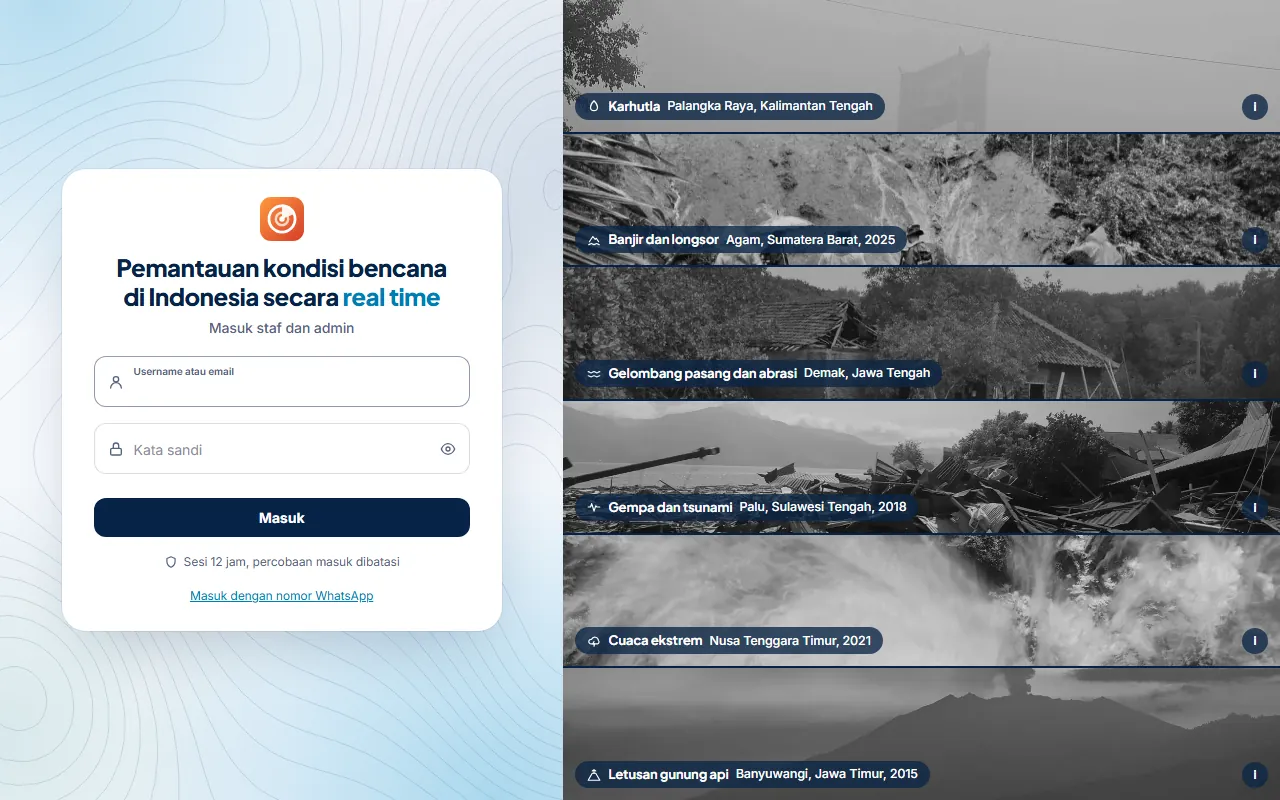 Pemantauan kondisi bencana
di Indonesia secara real time
Masuk staf dan admin
Username atau email
Kata sandi
Masuk
Sesi 12 jam, percobaan masuk dibatasi
Masuk dengan nomor WhatsApp
Karhutla Palangka Raya, Kalimantan Tengah
I
Banjir dan longsor Agam, Sumatera Barat, 2025
I
Gelombang pasang dan abrasi Demak, Jawa Tengah
I
Gempa dan tsunami Palu, Sulawesi Tengah, 2018
I
Cuaca ekstrem Nusa Tenggara Timur, 2021
I
Letusan gunung api Banyuwangi, Jawa Timur, 2015
I